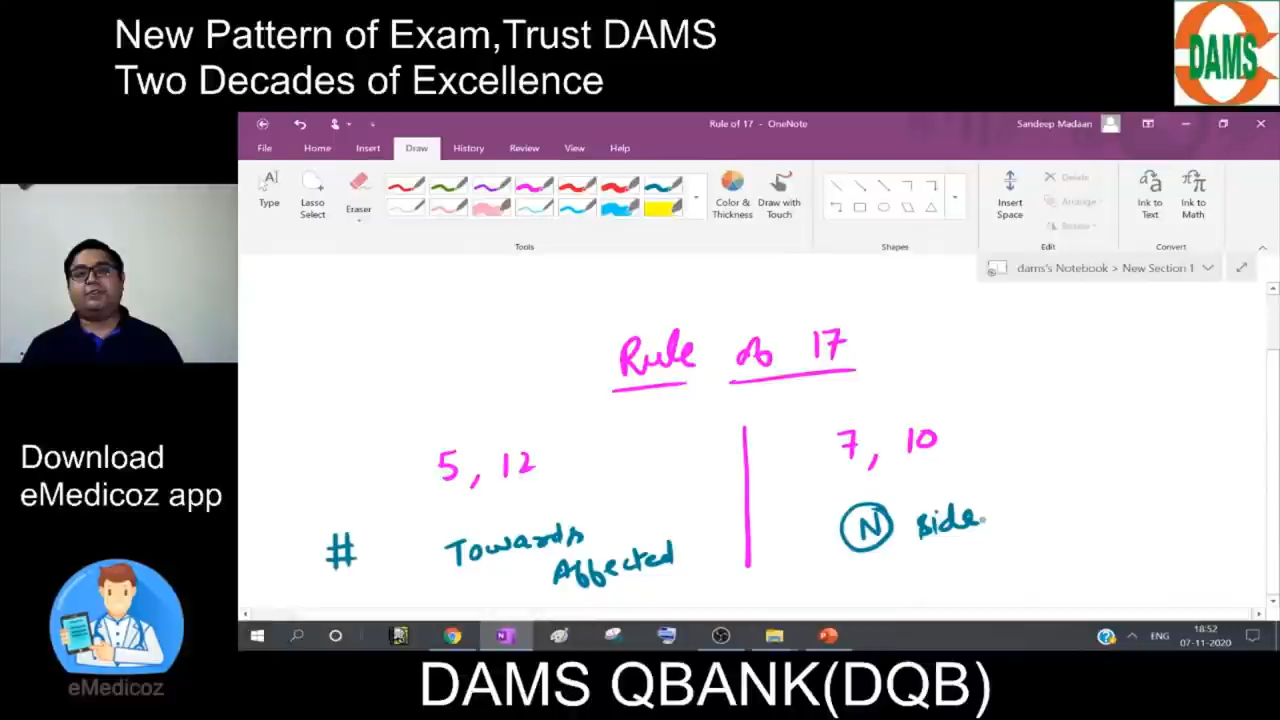 New Pattern of Exam,Trust DAMS
Two Decades of Excellence
DAMS
Rule of 17 - OneNote
Sandeep Madaan
File Home Insert Draw History Review View Help
Type
Lasso Select
Eraser
Color & Thickness
Draw with Touch
Insert Space
Delete
Arrange
Rotate
Ink to Text
Ink to Math
Tools
Shapes
Edit
Convert
dams's Notebook > New Section 1
Rule of 17
5, 12
7, 10
# Towards Affected
N side
Download
eMedicoz app
eMedicoz
ENG
18:52
07-11-2020
DAMS QBANK(DQB)